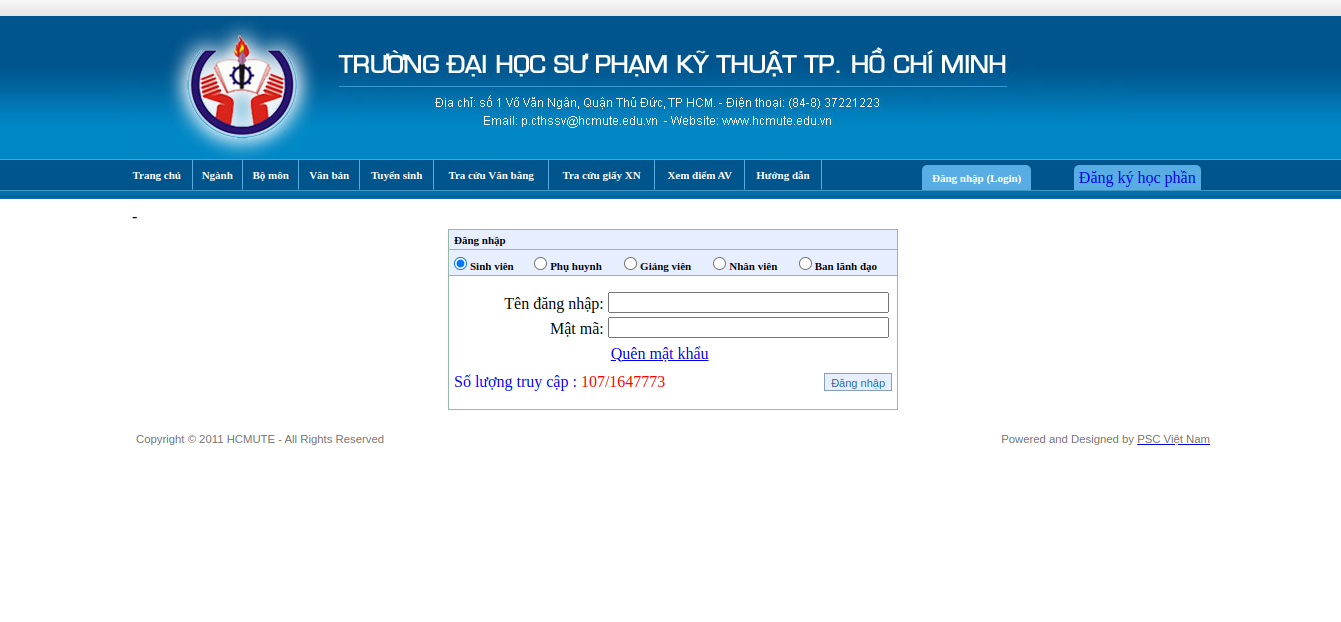 TRƯỜNG ĐẠI HỌC SƯ PHẠM KỸ THUẬT TP. HỒ CHÍ MINH
Địa chỉ: số 1 Võ Văn Ngân, Quận Thủ Đức, TP HCM. - Điện thoại: (84-8) 37221223
Email: p.cthssv@hcmute.edu.vn - Website: www.hcmute.edu.vn
Trang chủ Ngành Bộ môn Văn bản Tuyển sinh Tra cứu Văn bằng Tra cứu giấy XN Xem điểm AV Hướng dẫn Đăng nhập (Login) Đăng ký học phần
-
Đăng nhập
Sinh viên Phụ huynh Giảng viên Nhân viên Ban lãnh đạo
Tên đăng nhập:
Mật mã:
Quên mật khẩu
Số lượng truy cập : 107/1647773 Đăng nhập
Copyright © 2011 HCMUTE - All Rights Reserved Powered and Designed by PSC Việt Nam